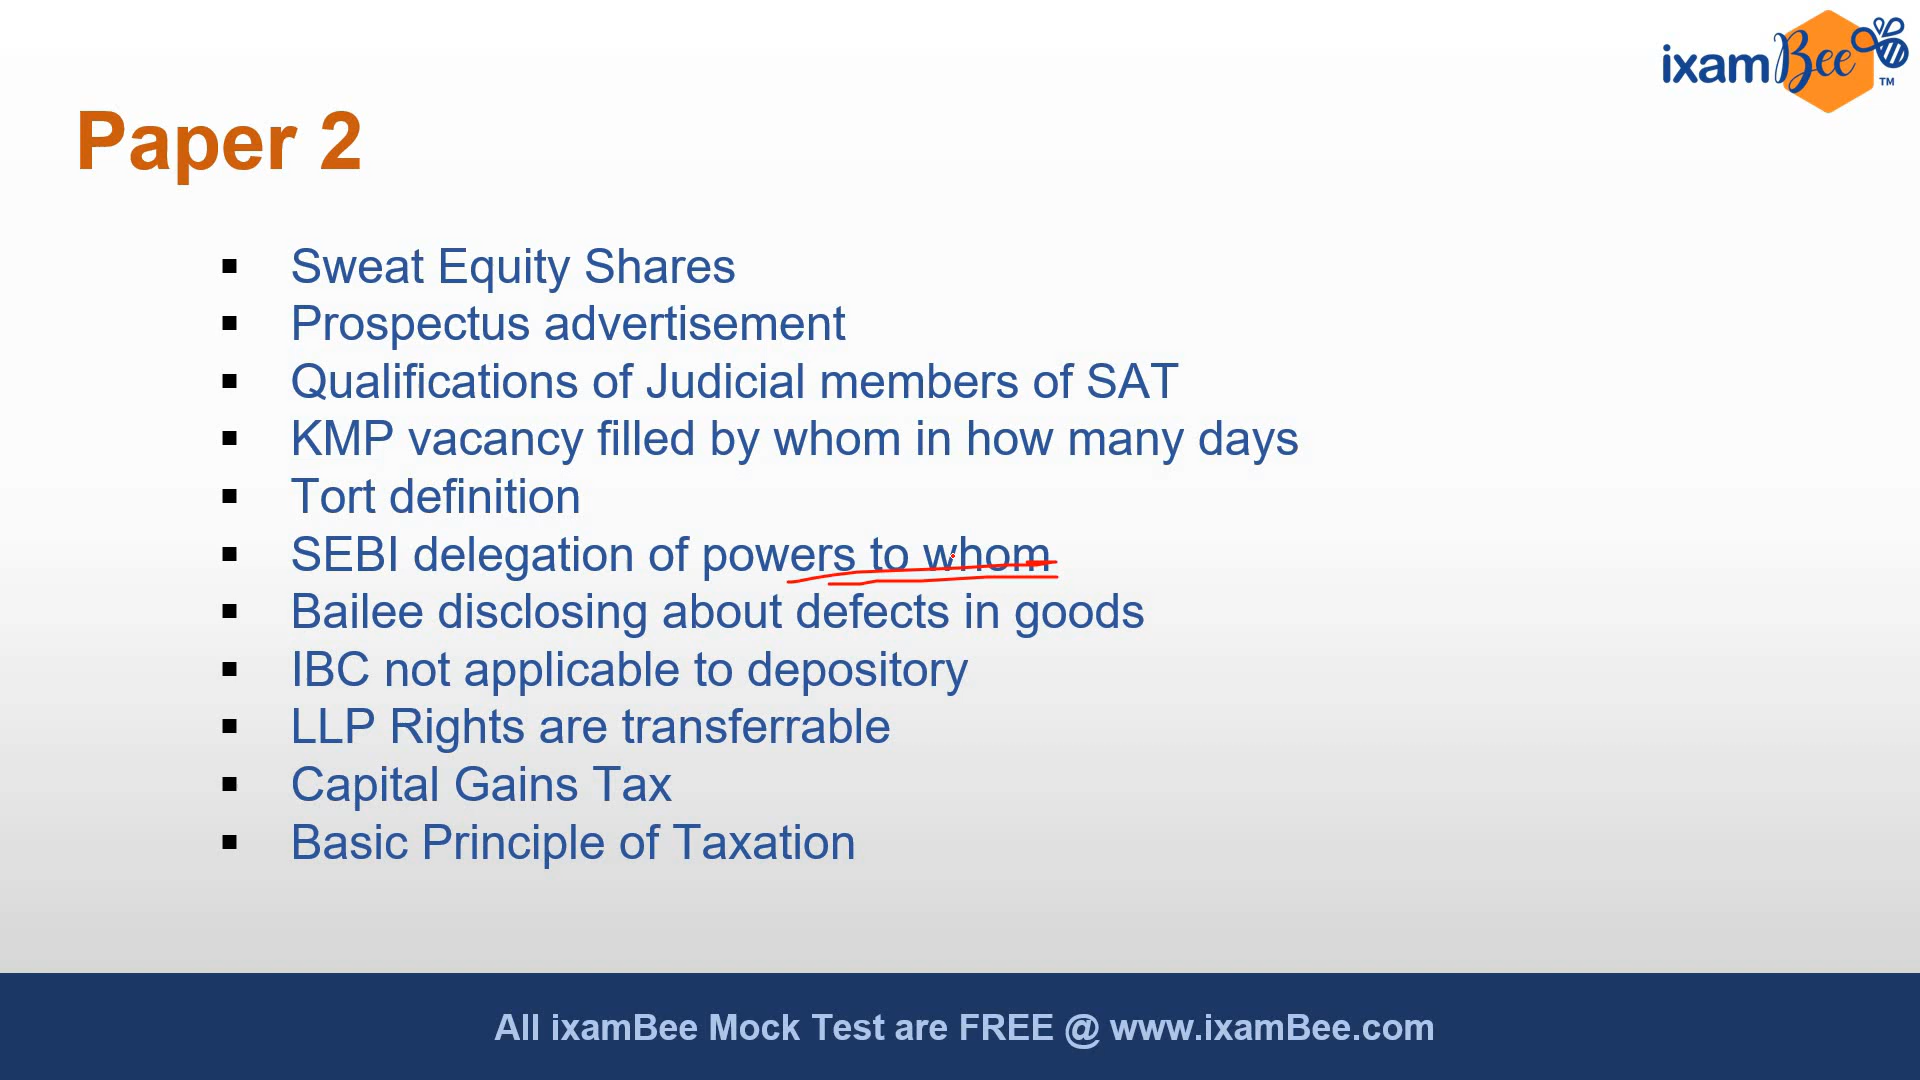 ixamBee™
Paper 2
▪ Sweat Equity Shares
▪ Prospectus advertisement
▪ Qualifications of Judicial members of SAT
▪ KMP vacancy filled by whom in how many days
▪ Tort definition
▪ SEBI delegation of powers to whom
▪ Bailee disclosing about defects in goods
▪ IBC not applicable to depository
▪ LLP Rights are transferrable
▪ Capital Gains Tax
▪ Basic Principle of Taxation
All ixamBee Mock Test are FREE @ www.ixamBee.com